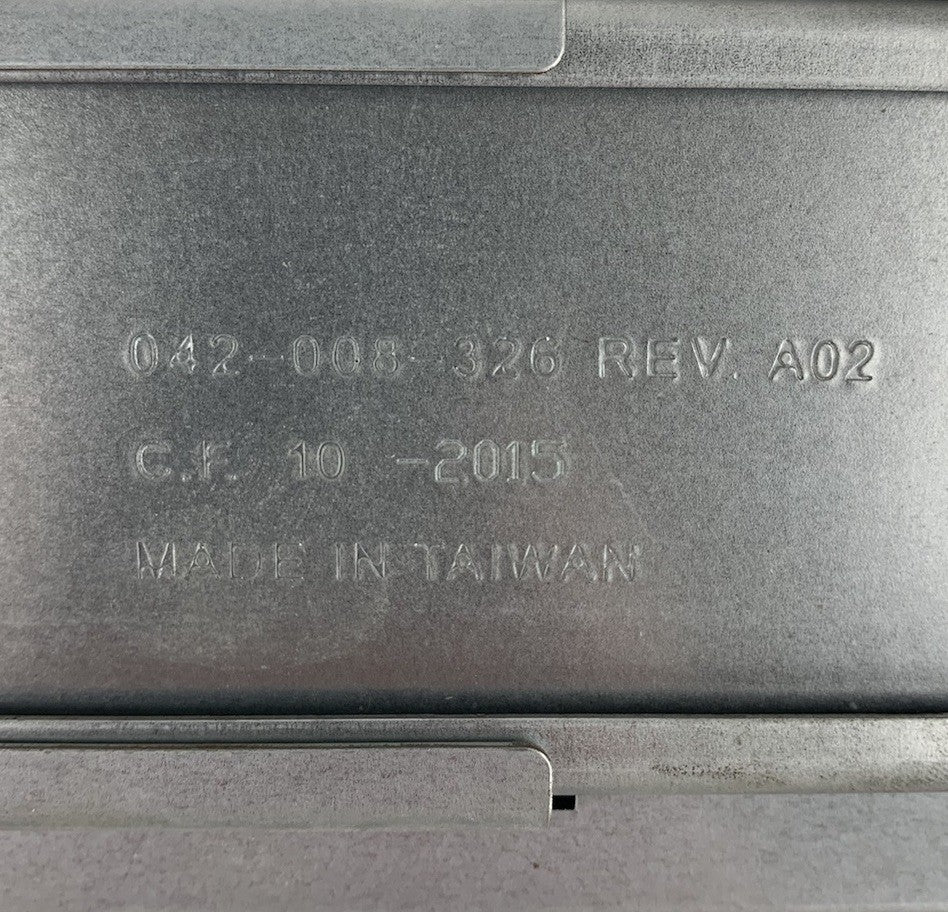 042-008-326 REV. A02
C.F. 10 -2015
MADE IN TAIWAN